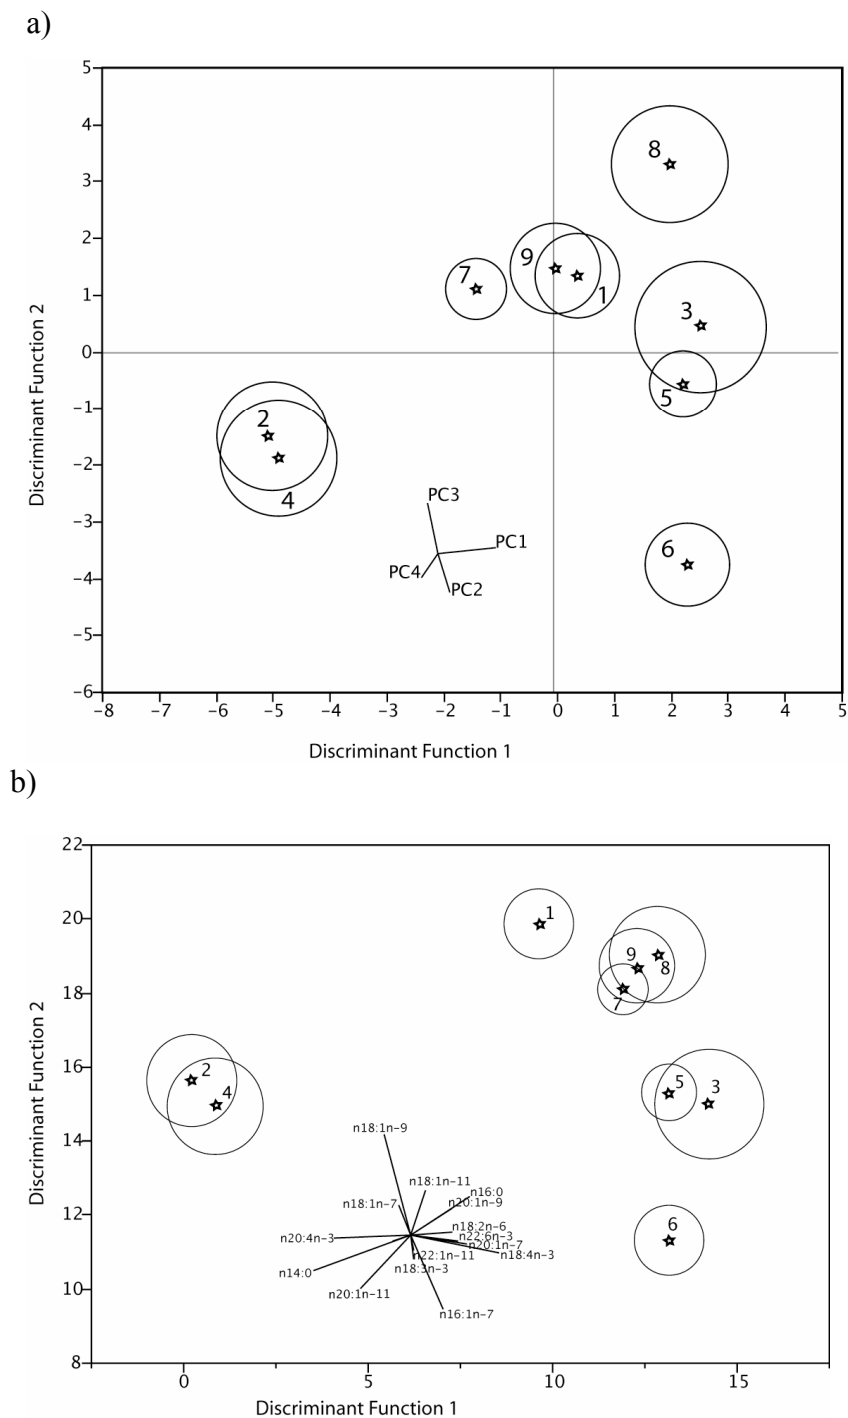 a)
5
4
3
2
1
0
−1
−2
−3
−4
−5
−6
Discriminant Function 2
8
9
7
1
3
5
2
4
6
PC3
PC1
PC4
PC2
−8 −7 −6 −5 −4 −3 −2 −1 0 1 2 3 4 5
Discriminant Function 1
b)
22
20
18
16
14
12
10
8
Discriminant Function 2
1
9
8
7
2
4
5
3
6
n18:1n−9
n18:1n−11
n16:0
n18:1n−7
n20:1n−9
n18:2n−6
n20:4n−3
n22:6n−3
n20:1n−7
n22:1n−11
n18:4n−3
n18:3n−3
n14:0
n20:1n−11
n16:1n−7
0 5 10 15
Discriminant Function 1